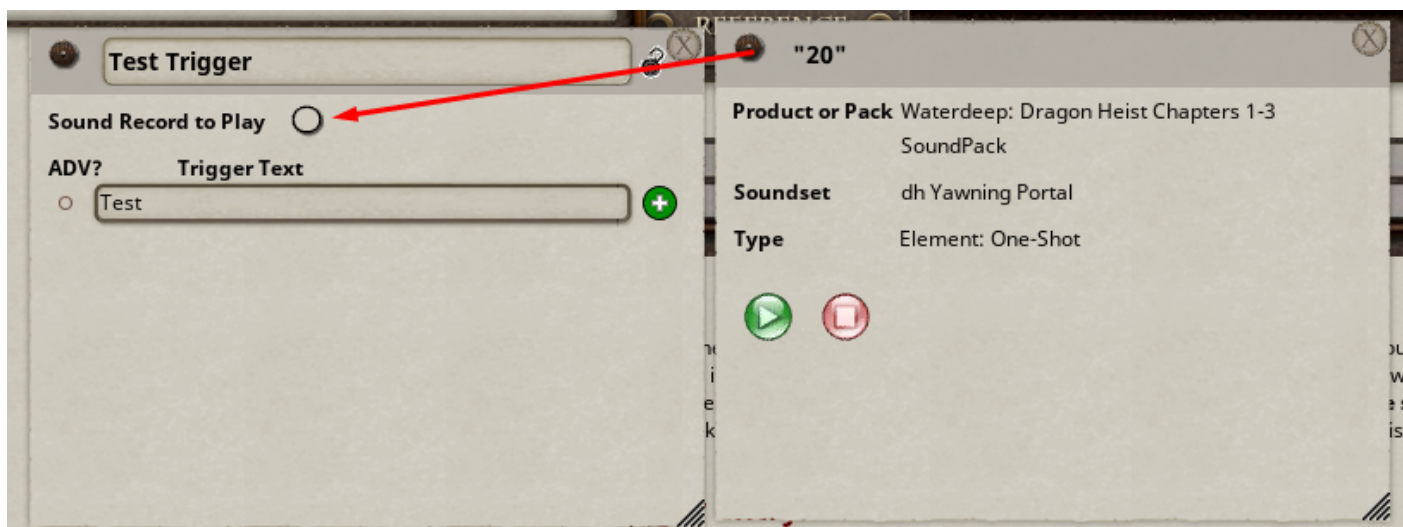 REFERENCE
Test Trigger
Sound Record to Play
ADV? Trigger Text
Test
"20"
Product or Pack Waterdeep: Dragon Heist Chapters 1-3
SoundPack
Soundset dh Yawning Portal
Type Element: One-Shot